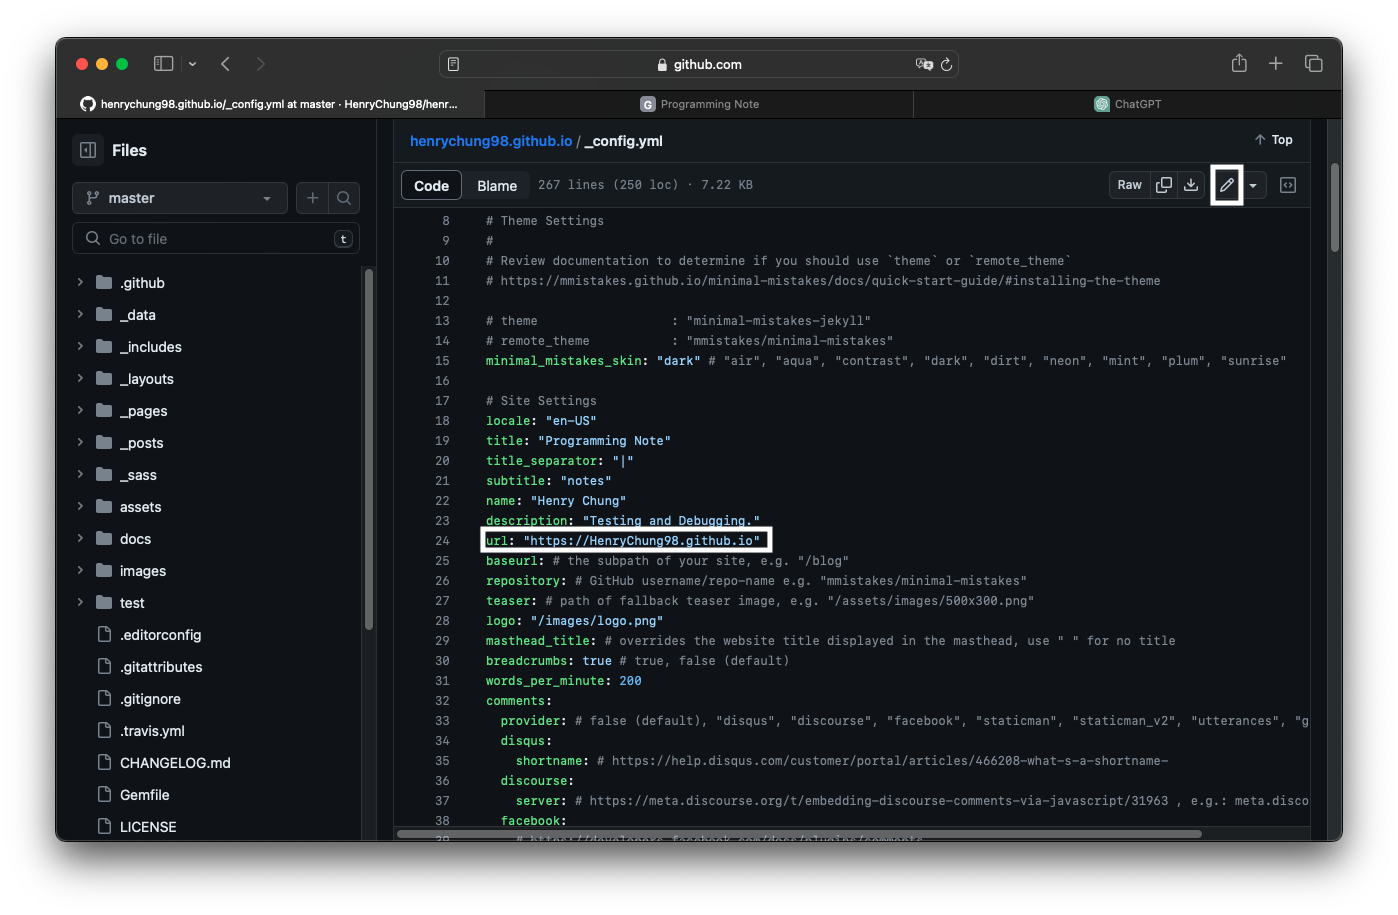 github.com
henrychung98.github.io/_config.yml at master · HenryChung98/henr...
Programming Note
ChatGPT
Files
master
Go to file
t
.github
_data
_includes
_layouts
_pages
_posts
_sass
assets
docs
images
test
.editorconfig
.gitattributes
.gitignore
.travis.yml
CHANGELOG.md
Gemfile
LICENSE
henrychung98.github.io / _config.yml
Top
Code
Blame
267 lines (250 loc) · 7.22 KB
Raw
8 # Theme Settings
9 #
10 # Review documentation to determine if you should use `theme` or `remote_theme`
11 # https://mmistakes.github.io/minimal-mistakes/docs/quick-start-guide/#installing-the-theme
12
13 # theme : "minimal-mistakes-jekyll"
14 # remote_theme : "mmistakes/minimal-mistakes"
15 minimal_mistakes_skin: "dark" # "air", "aqua", "contrast", "dark", "dirt", "neon", "mint", "plum", "sunrise"
16
17 # Site Settings
18 locale: "en-US"
19 title: "Programming Note"
20 title_separator: "|"
21 subtitle: "notes"
22 name: "Henry Chung"
23 description: "Testing and Debugging."
24 url: "https://HenryChung98.github.io"
25 baseurl: # the subpath of your site, e.g. "/blog"
26 repository: # GitHub username/repo-name e.g. "mmistakes/minimal-mistakes"
27 teaser: # path of fallback teaser image, e.g. "/assets/images/500x300.png"
28 logo: "/images/logo.png"
29 masthead_title: # overrides the website title displayed in the masthead, use " " for no title
30 breadcrumbs: true # true, false (default)
31 words_per_minute: 200
32 comments:
33 provider: # false (default), "disqus", "discourse", "facebook", "staticman", "staticman_v2", "utterances", "g
34 disqus:
35 shortname: # https://help.disqus.com/customer/portal/articles/466208-what-s-a-shortname-
36 discourse:
37 server: # https://meta.discourse.org/t/embedding-discourse-comments-via-javascript/31963 , e.g.: meta.disco
38 facebook:
39 # https://developers.facebook.com/docs/plugins/comments